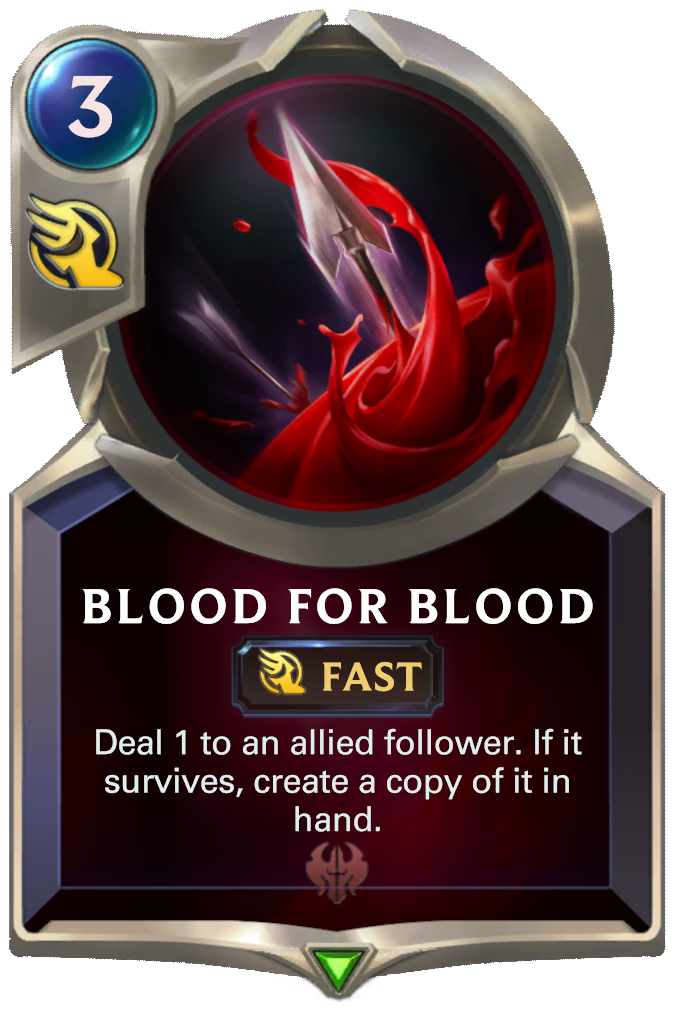 3
BLOOD FOR BLOOD
FAST
Deal 1 to an allied follower. If it
survives, create a copy of it in
hand.